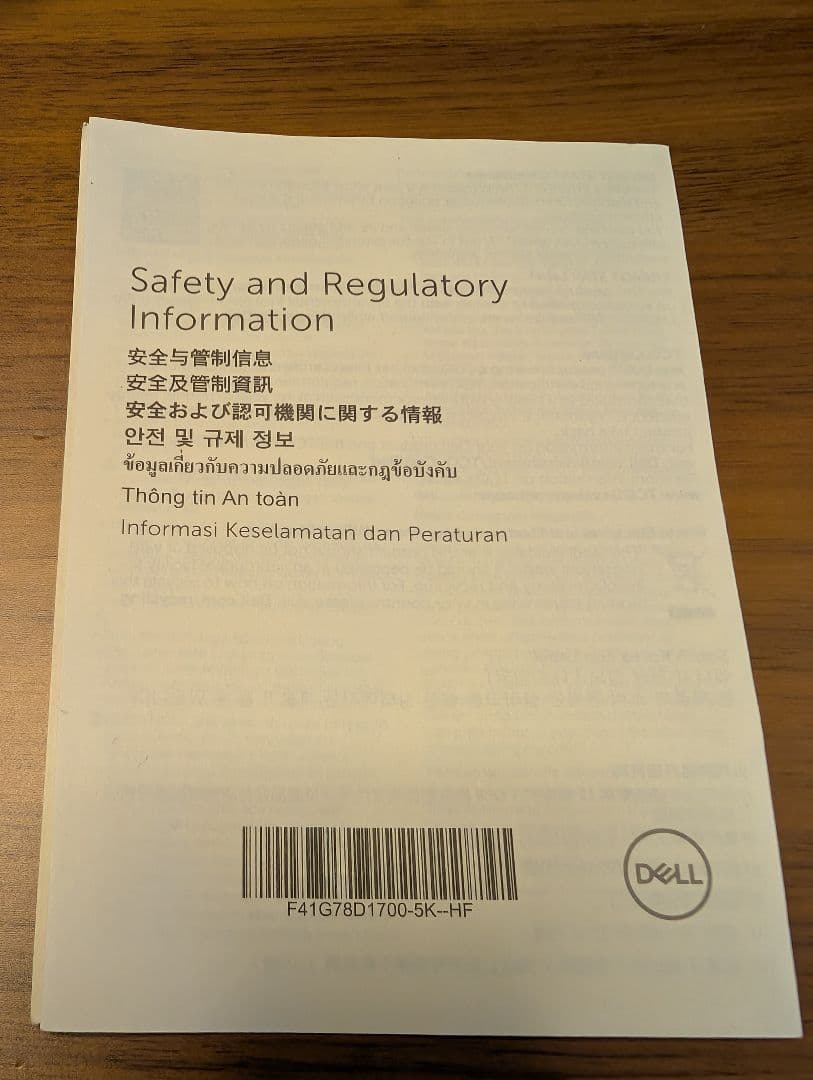 Safety and Regulatory
Information
安全与管制信息
安全及管制資訊
安全および認可機関に関する情報
안전 및 규제 정보
ข้อมูลเกี่ยวกับความปลอดภัยและกฎข้อบังคับ
Thông tin An toàn
Informasi Keselamatan dan Peraturan
F41G78D1700-5K--HF
DELL